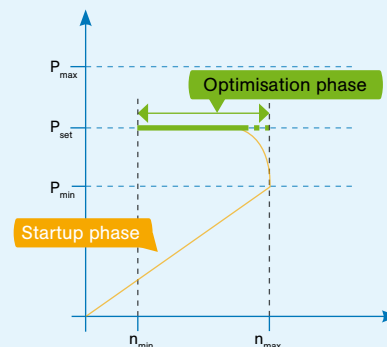 P_max
Optimisation phase
P_set
P_min
Startup phase
n_min
n_max